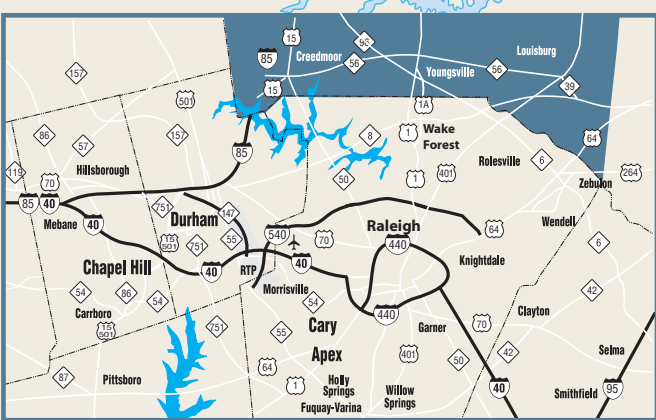 15
96
Louisburg
85
Creedmoor
56
Youngsville
56
157
39
15
501
1A
86
157
8
1
Wake
Forest
64
57
85
Rolesville
6
119
Hillsborough
50
1
401
264
70
Zebulon
85
40
751
147
Wendell
Mebane
40
Durham
540
Raleigh
64
15
501
751
55
70
440
6
Chapel Hill
40
RTP
40
Knightdale
54
86
54
Morrisville
54
42
Carrboro
440
Clayton
15
501
751
55
Cary
Garner
70
Apex
401
50
42
Selma
87
Pittsboro
64
1
Holly
Springs
Willow
Springs
40
95
Fuquay-Varina
Smithfield